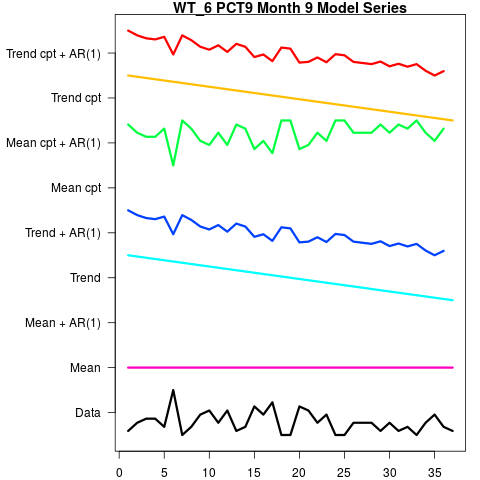 WT_6 PCT9 Month 9 Model Series
Trend cpt + AR(1)
Trend cpt
Mean cpt + AR(1)
Mean cpt
Trend + AR(1)
Trend
Mean + AR(1)
Mean
Data
0 5 10 15 20 25 30 35